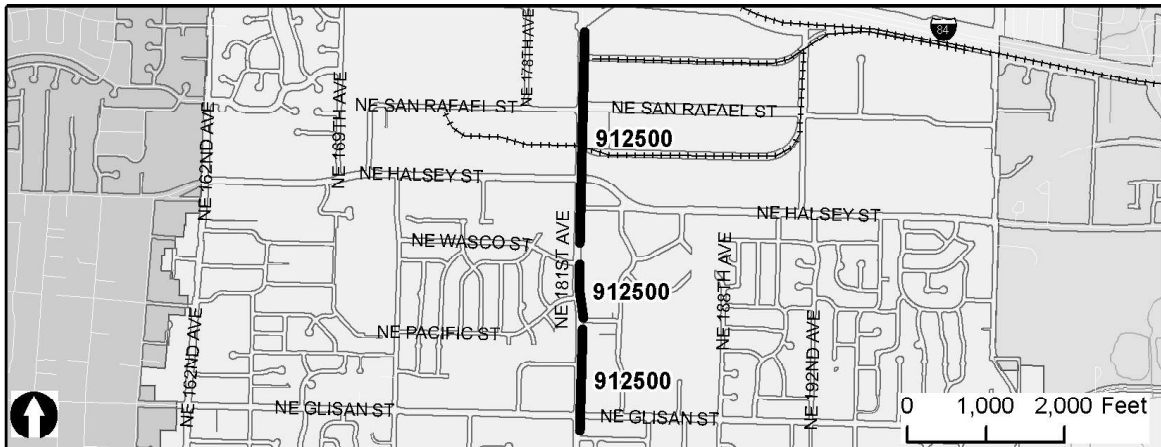 84
NE 178TH AVE
NE 169TH AVE
NE SAN RAFAEL ST
NE SAN RAFAEL ST
NE 162ND AVE
912500
NE HALSEY ST
NE HALSEY ST
NE WASCO ST
NE 181ST AVE
NE 188TH AVE
912500
NE PACIFIC ST
NE 192ND AVE
NE 162ND AVE
912500
NE GLISAN ST
NE GLISAN ST
0 1,000 2,000 Feet